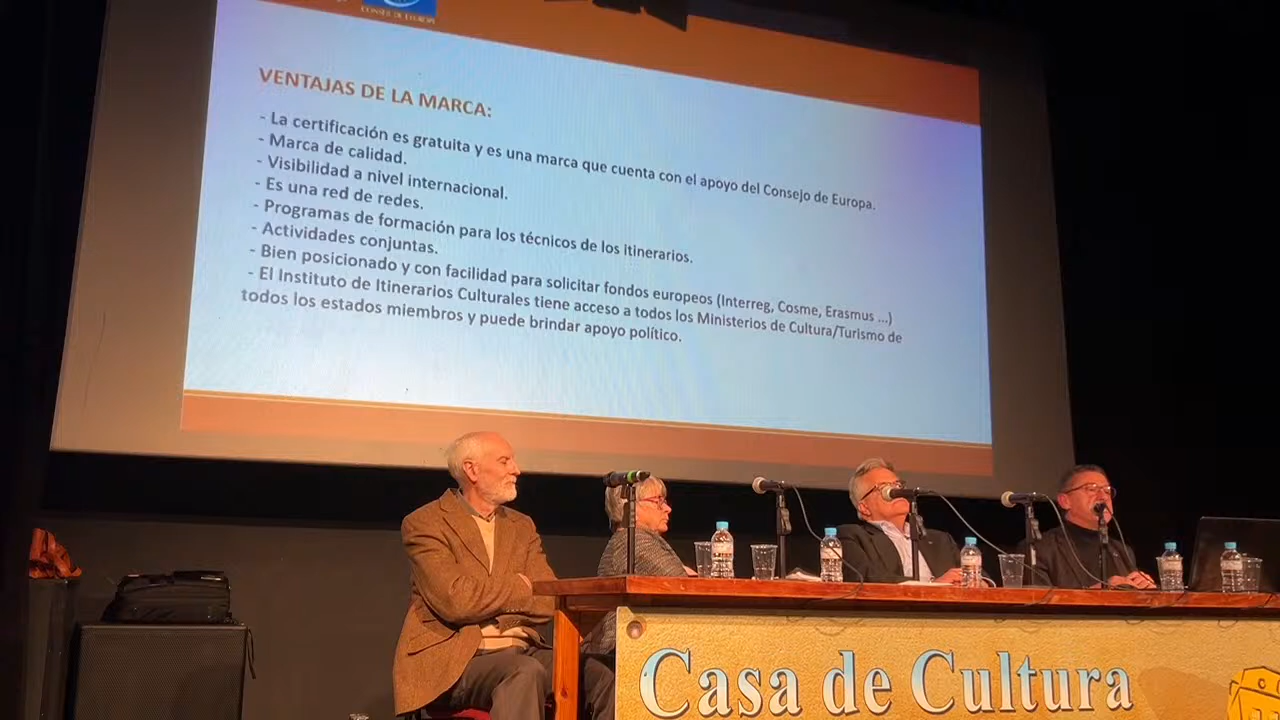 CONSEIL DE L'EUROPE
VENTAJAS DE LA MARCA:
- La certificación es gratuita y es una marca que cuenta con el apoyo del Consejo de Europa.
- Marca de calidad.
- Visibilidad a nivel internacional.
- Es una red de redes.
- Programas de formación para los técnicos de los itinerarios.
- Actividades conjuntas.
- Bien posicionado y con facilidad para solicitar fondos europeos (Interreg, Cosme, Erasmus ...)
- El Instituto de Itinerarios Culturales tiene acceso a todos los Ministerios de Cultura/Turismo de
todos los estados miembros y puede brindar apoyo político.
Casa de Cultura